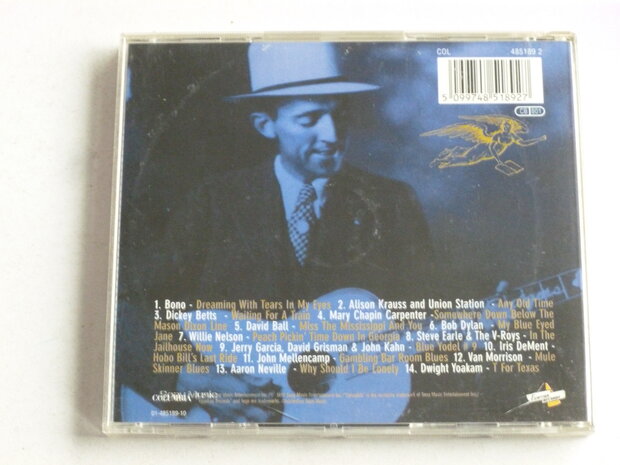 COL 485189 2
5 099748 518927
CB 801
1. Bono - Dreaming With Tears In My Eyes 2. Alison Krauss and Union Station - Any Old Time
3. Dickey Betts - Waiting For A Train 4. Mary Chapin Carpenter -Somewhere Down Below The
Mason Dixon Line 5. David Ball - Miss The Mississippi And You 6. Bob Dylan - My Blue Eyed
Jane 7. Willie Nelson - Peach Pickin' Time Down In Georgia 8. Steve Earle & The V-Roys - In The
Jailhouse Now 9. Jerry Garcia, David Grisman & John Kahn - Blue Yodel # 9 10. Iris DeMent -
Hobo Bill's Last Ride 11. John Mellencamp - Gambling Bar Room Blues 12. Van Morrison - Mule
Skinner Blues 13. Aaron Neville - Why Should I Be Lonely 14. Dwight Yoakam - T For Texas
COLUMBIA
01-485189-10